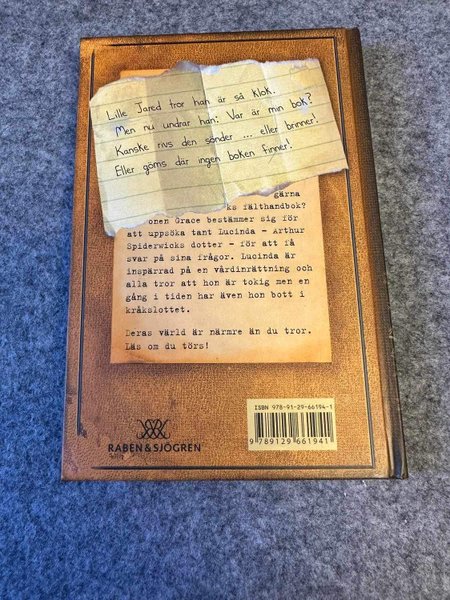 Lille Jared tror han är så klok.
Men nu undrar han: Var är min bok?
Kanske rivs den sönder ... eller brinner!
Eller göms där ingen boken finner!
gärna
ks fälthandbok?
onen Grace bestämmer sig för
att uppsöka tant Lucinda – Arthur
Spiderwicks dotter – för att få
svar på sina frågor. Lucinda är
inspärrad på en vårdinrättning och
alla tror att hon är tokig men en
gång i tiden har även hon bott i
kråkslottet.
Deras värld är närmre än du tror.
Läs om du törs!
ISBN 978-91-29-66194-1
9 789129 661941
RABÉN & SJÖGREN